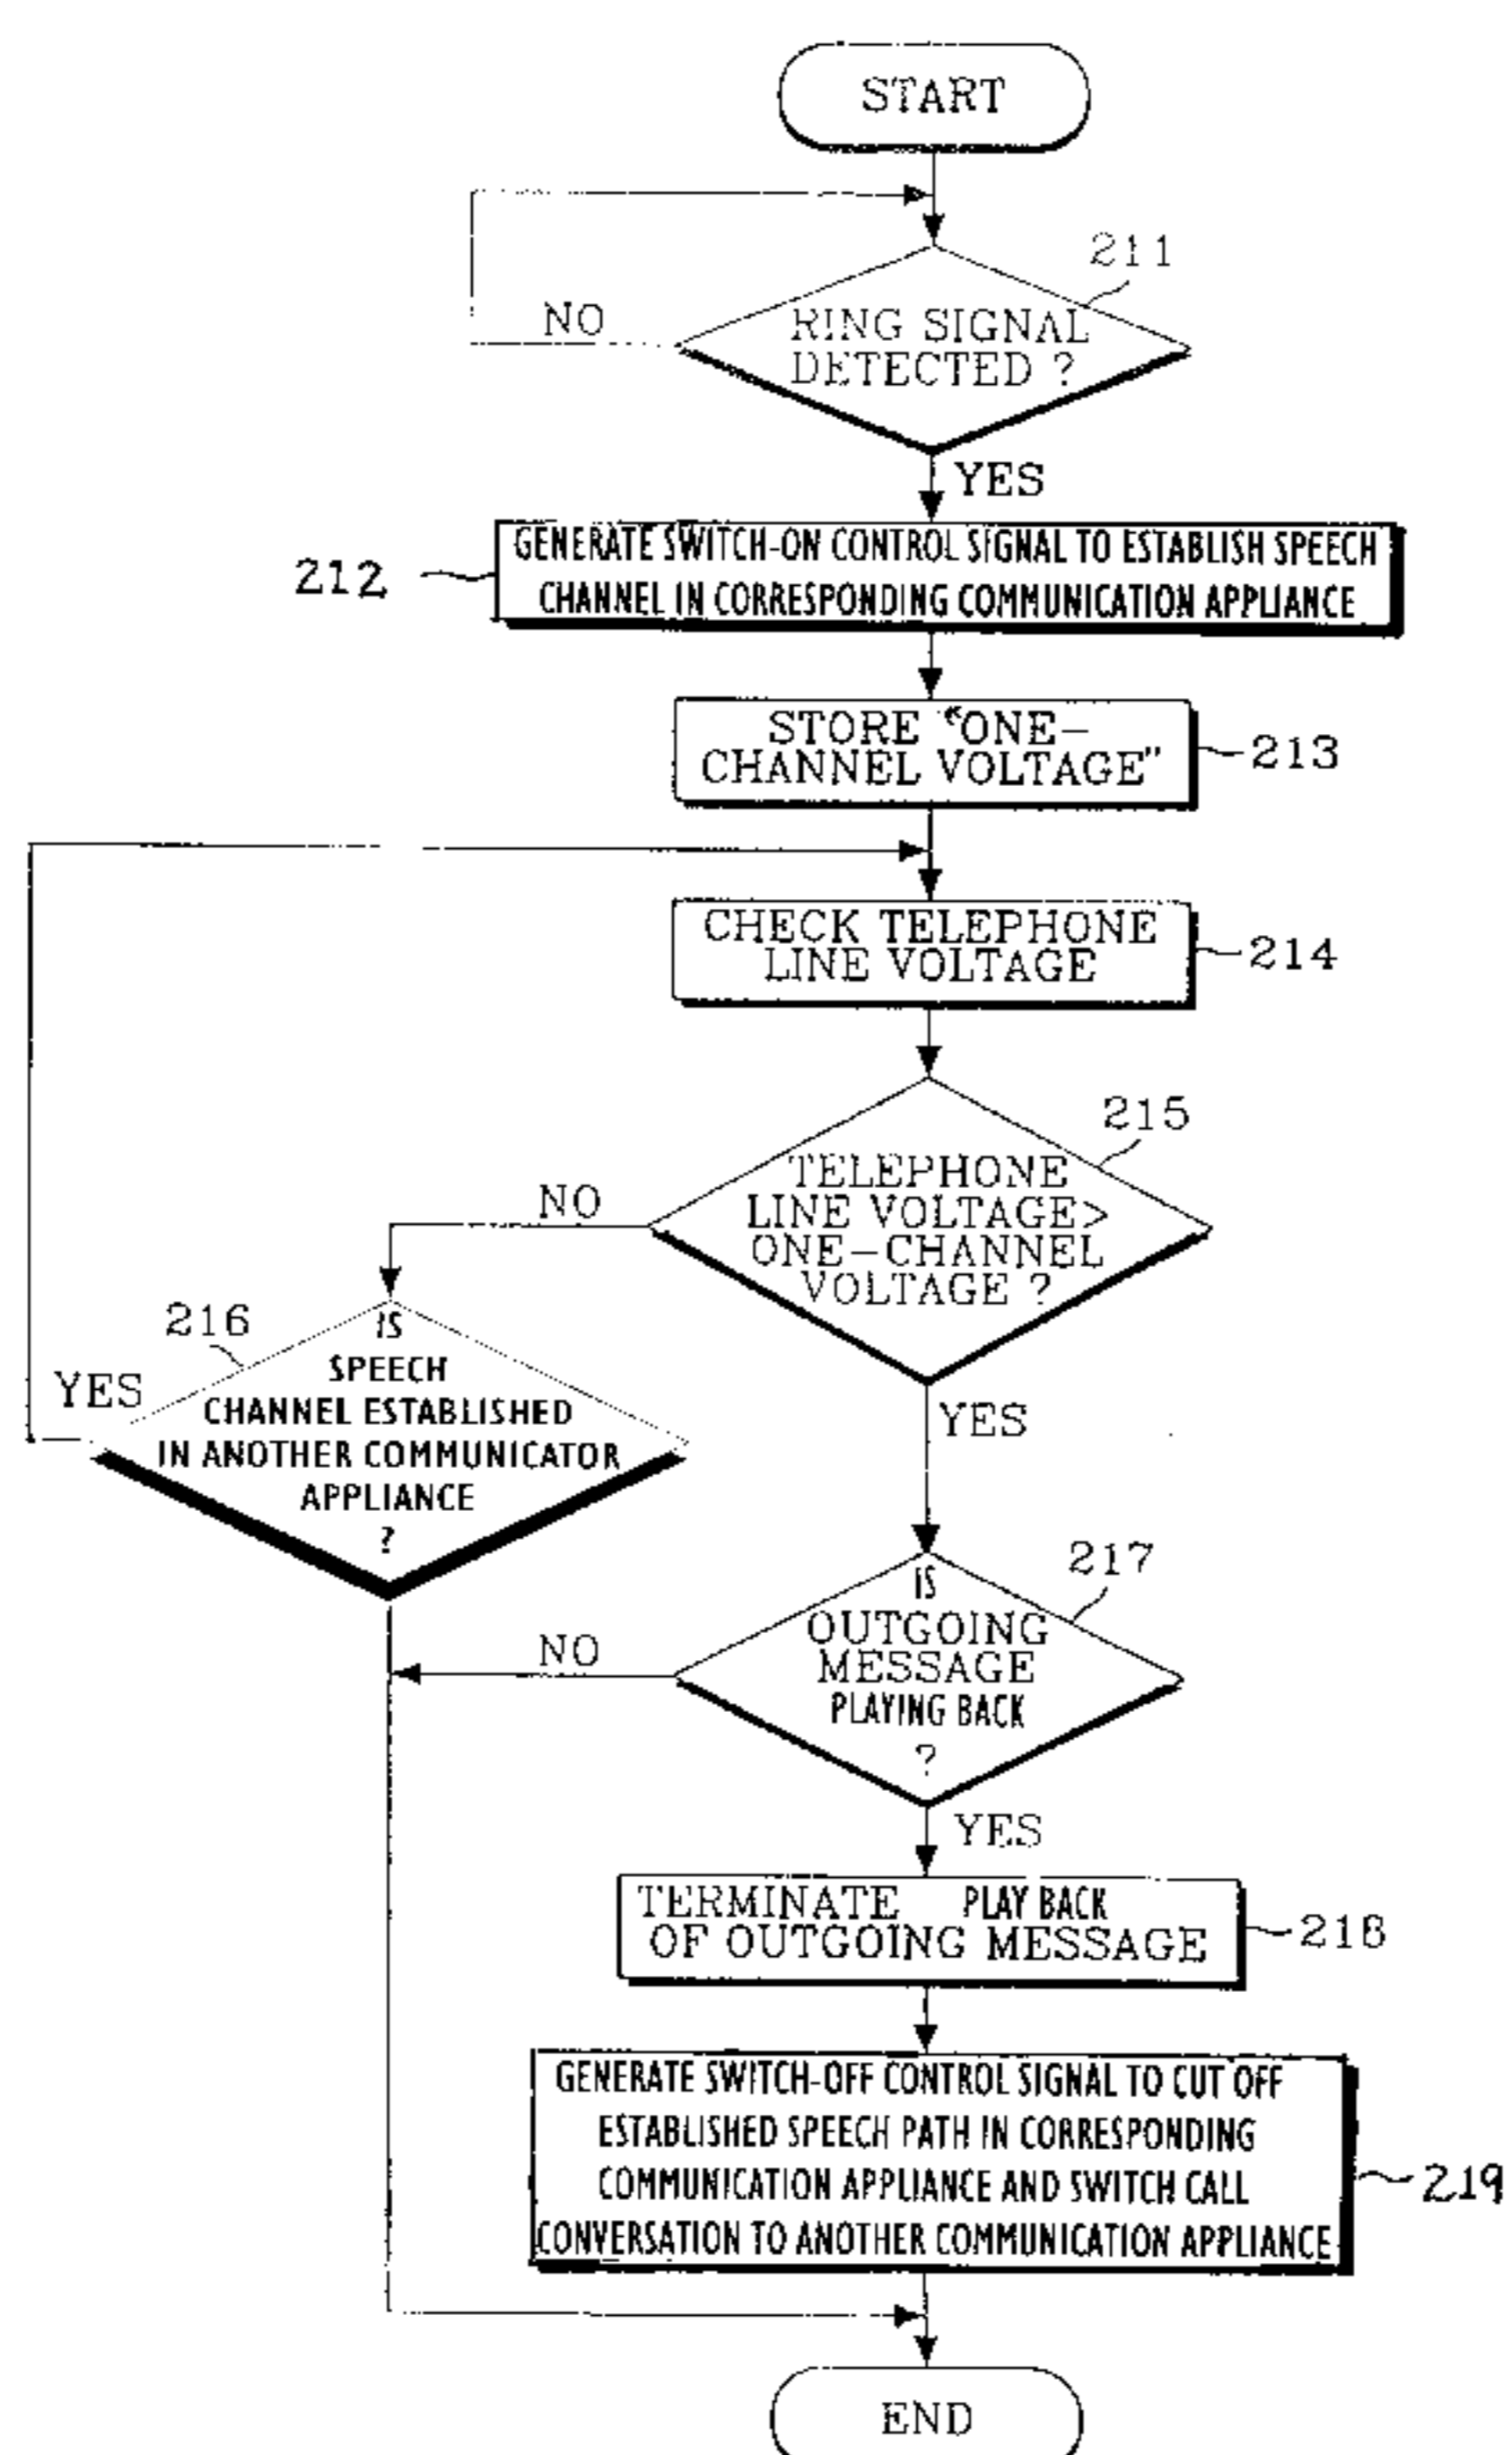 START
211
NO
RING SIGNAL
DETECTED ?
YES
212
GENERATE SWITCH-ON CONTROL SIGNAL TO ESTABLISH SPEECH
CHANNEL IN CORRESPONDING COMMUNICATION APPLIANCE
STORE “ONE-
CHANNEL VOLTAGE”
213
CHECK TELEPHONE
LINE VOLTAGE
214
215
TELEPHONE
LINE VOLTAGE>
ONE-CHANNEL
VOLTAGE ?
NO
216
IS
SPEECH
CHANNEL ESTABLISHED
IN ANOTHER COMMUNICATOR
APPLIANCE
?
YES
YES
217
IS
OUTGOING
MESSAGE
PLAYING BACK
?
NO
YES
TERMINATE PLAY BACK
OF OUTGOING MESSAGE
218
GENERATE SWITCH-OFF CONTROL SIGNAL TO CUT OFF
ESTABLISHED SPEECH PATH IN CORRESPONDING
COMMUNICATION APPLIANCE AND SWITCH CALL
CONVERSATION TO ANOTHER COMMUNICATION APPLIANCE
219
END